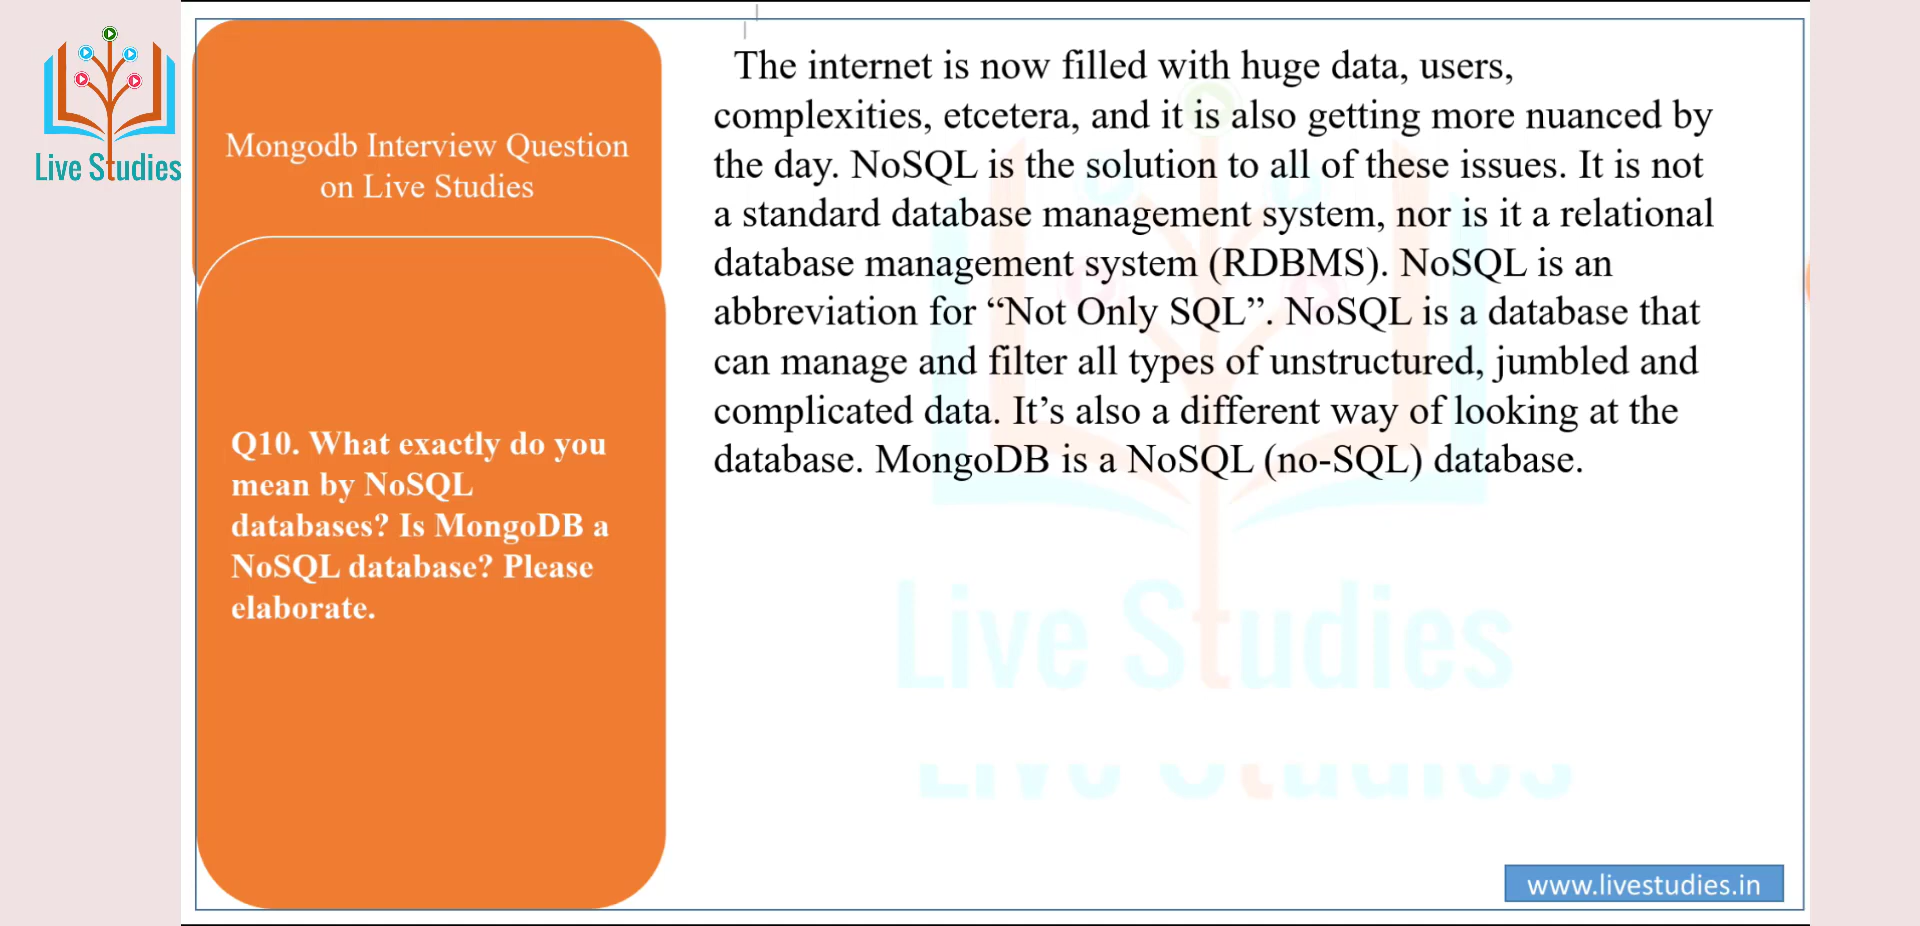 Live Studies
Mongodb Interview Question
on Live Studies
Q10. What exactly do you
mean by NoSQL
databases? Is MongoDB a
NoSQL database? Please
elaborate.
The internet is now filled with huge data, users,
complexities, etcetera, and it is also getting more nuanced by
the day. NoSQL is the solution to all of these issues. It is not
a standard database management system, nor is it a relational
database management system (RDBMS). NoSQL is an
abbreviation for “Not Only SQL”. NoSQL is a database that
can manage and filter all types of unstructured, jumbled and
complicated data. It’s also a different way of looking at the
database. MongoDB is a NoSQL (no-SQL) database.
Live Studies
Live Studies
www.livestudies.in